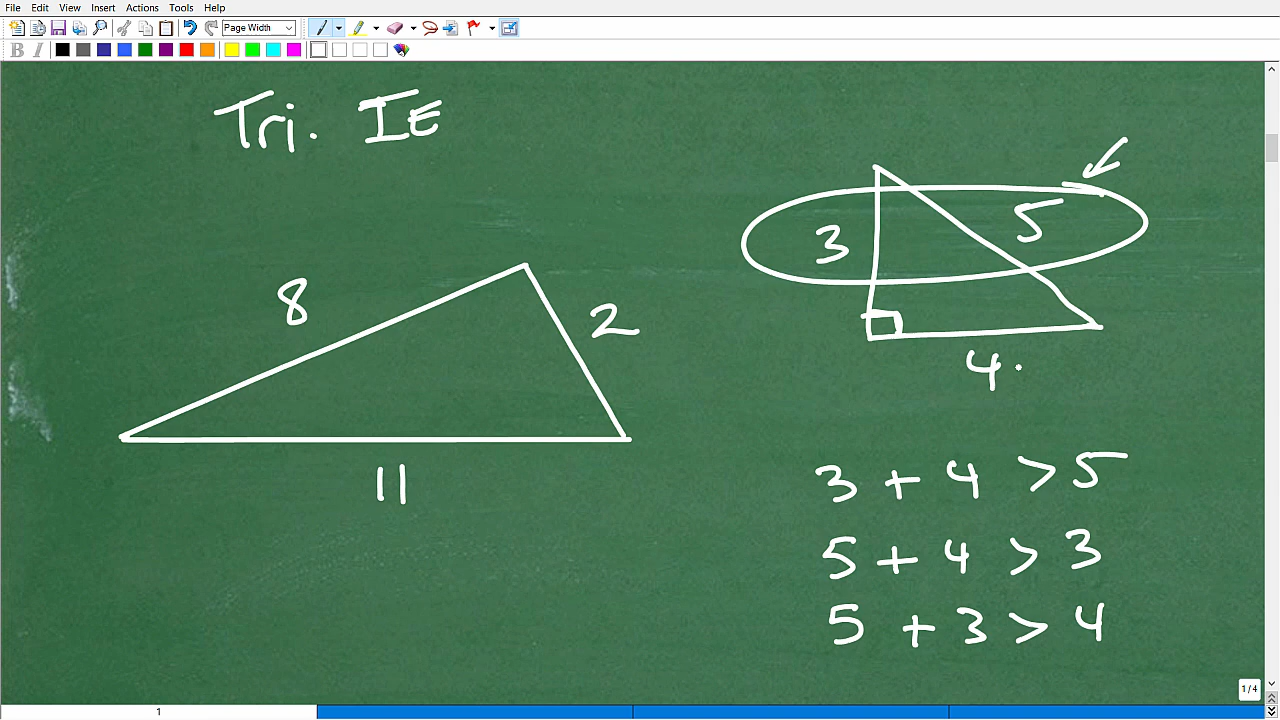 File Edit View Insert Actions Tools Help
Page Width
B I
Tri. IE
3 5
8 2
4
11
3 + 4 > 5
5 + 4 > 3
5 + 3 > 4
1/4
1